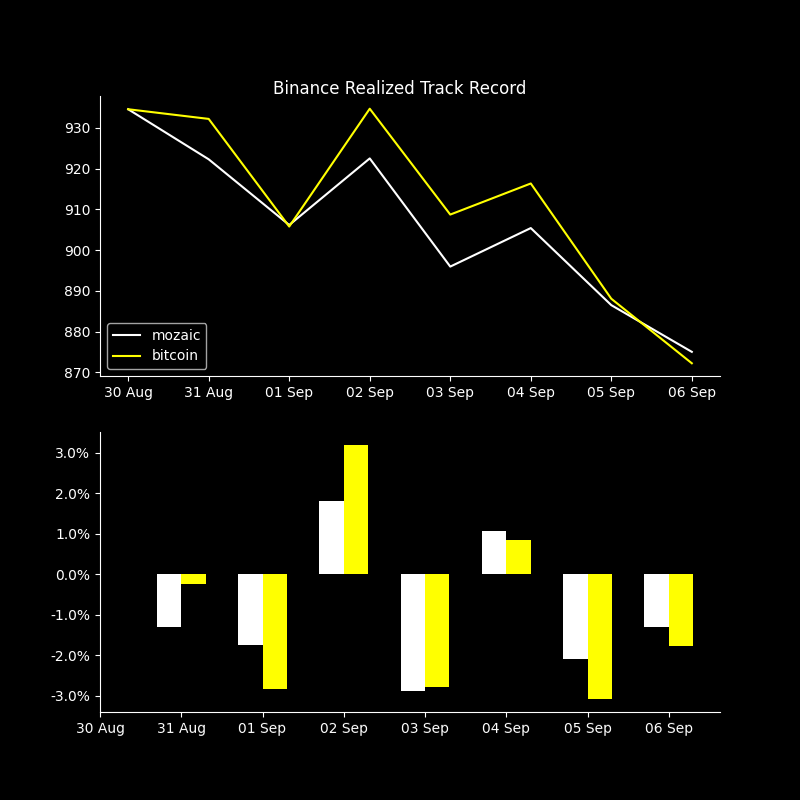 Binance Realized Track Record
930
920
910
900
890
880
870
mozaic
bitcoin
30 Aug 31 Aug 01 Sep 02 Sep 03 Sep 04 Sep 05 Sep 06 Sep
3.0%
2.0%
1.0%
0.0%
-1.0%
-2.0%
-3.0%
30 Aug 31 Aug 01 Sep 02 Sep 03 Sep 04 Sep 05 Sep 06 Sep